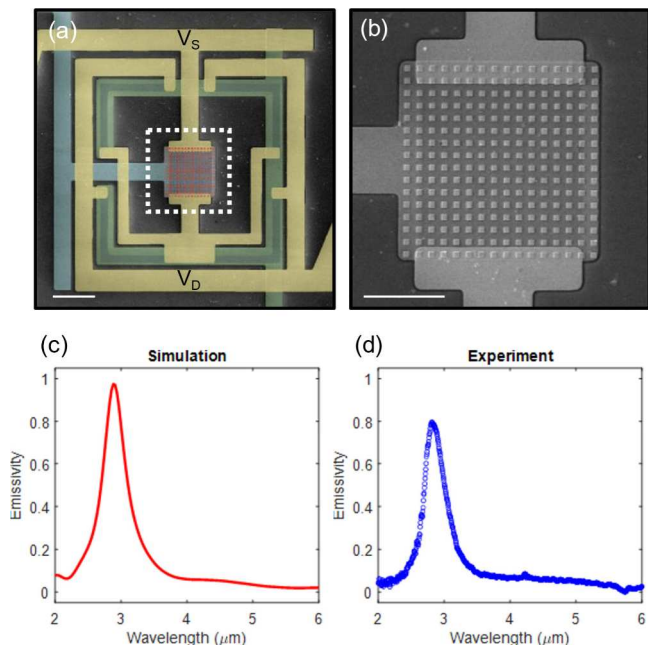 (a)
V_S
V_D
(b)
(c)
Simulation
Emissivity
1
0.8
0.6
0.4
0.2
0
2 3 4 5 6
Wavelength (μm)
(d)
Experiment
Emissivity
1
0.8
0.6
0.4
0.2
0
2 3 4 5 6
Wavelength (μm)